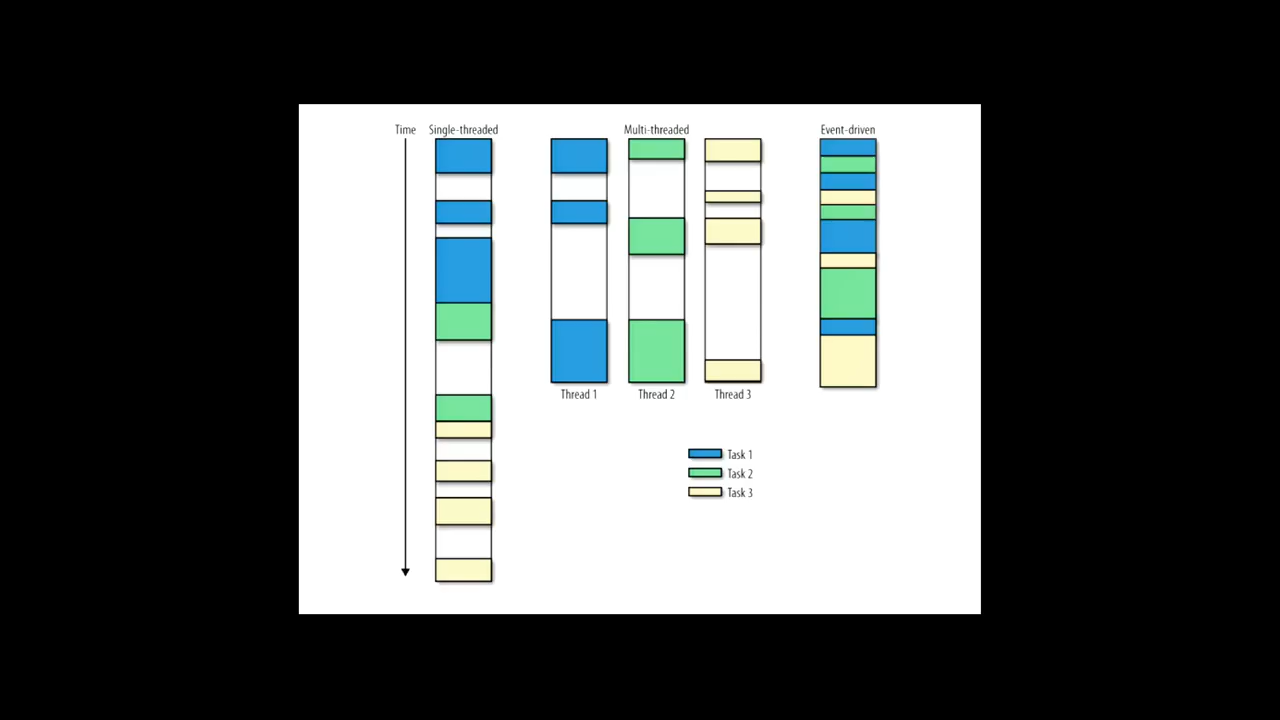 Time
Single-threaded
Multi-threaded
Event-driven
Thread 1
Thread 2
Thread 3
Task 1
Task 2
Task 3